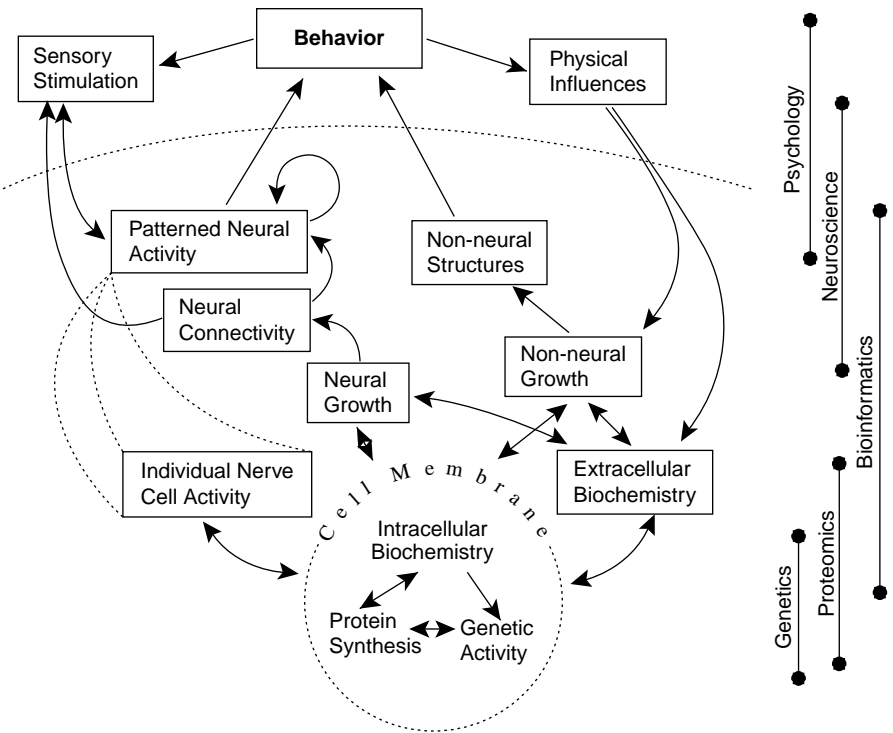 Behavior
Sensory
Stimulation
Physical
Influences
Patterned Neural
Activity
Non-neural
Structures
Neural
Connectivity
Neural
Growth
Non-neural
Growth
Individual Nerve
Cell Activity
Extracellular
Biochemistry
Cell Membrane
Intracellular
Biochemistry
Protein
Synthesis
Genetic
Activity
Psychology
Neuroscience
Bioinformatics
Proteomics
Genetics